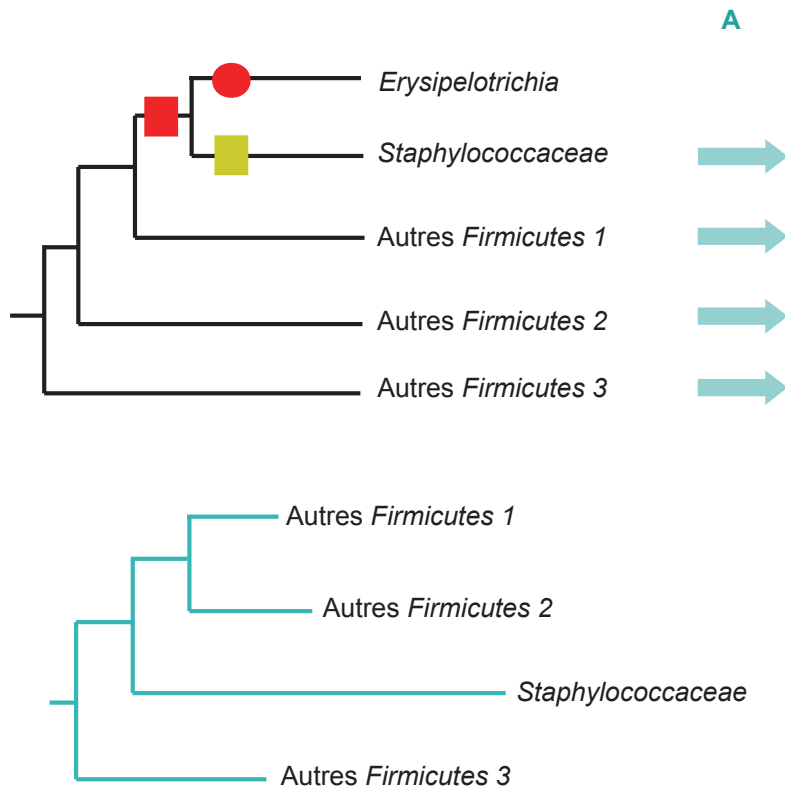 A
Erysipelotrichia
Staphylococcaceae
Autres Firmicutes 1
Autres Firmicutes 2
Autres Firmicutes 3
Autres Firmicutes 1
Autres Firmicutes 2
Staphylococcaceae
Autres Firmicutes 3